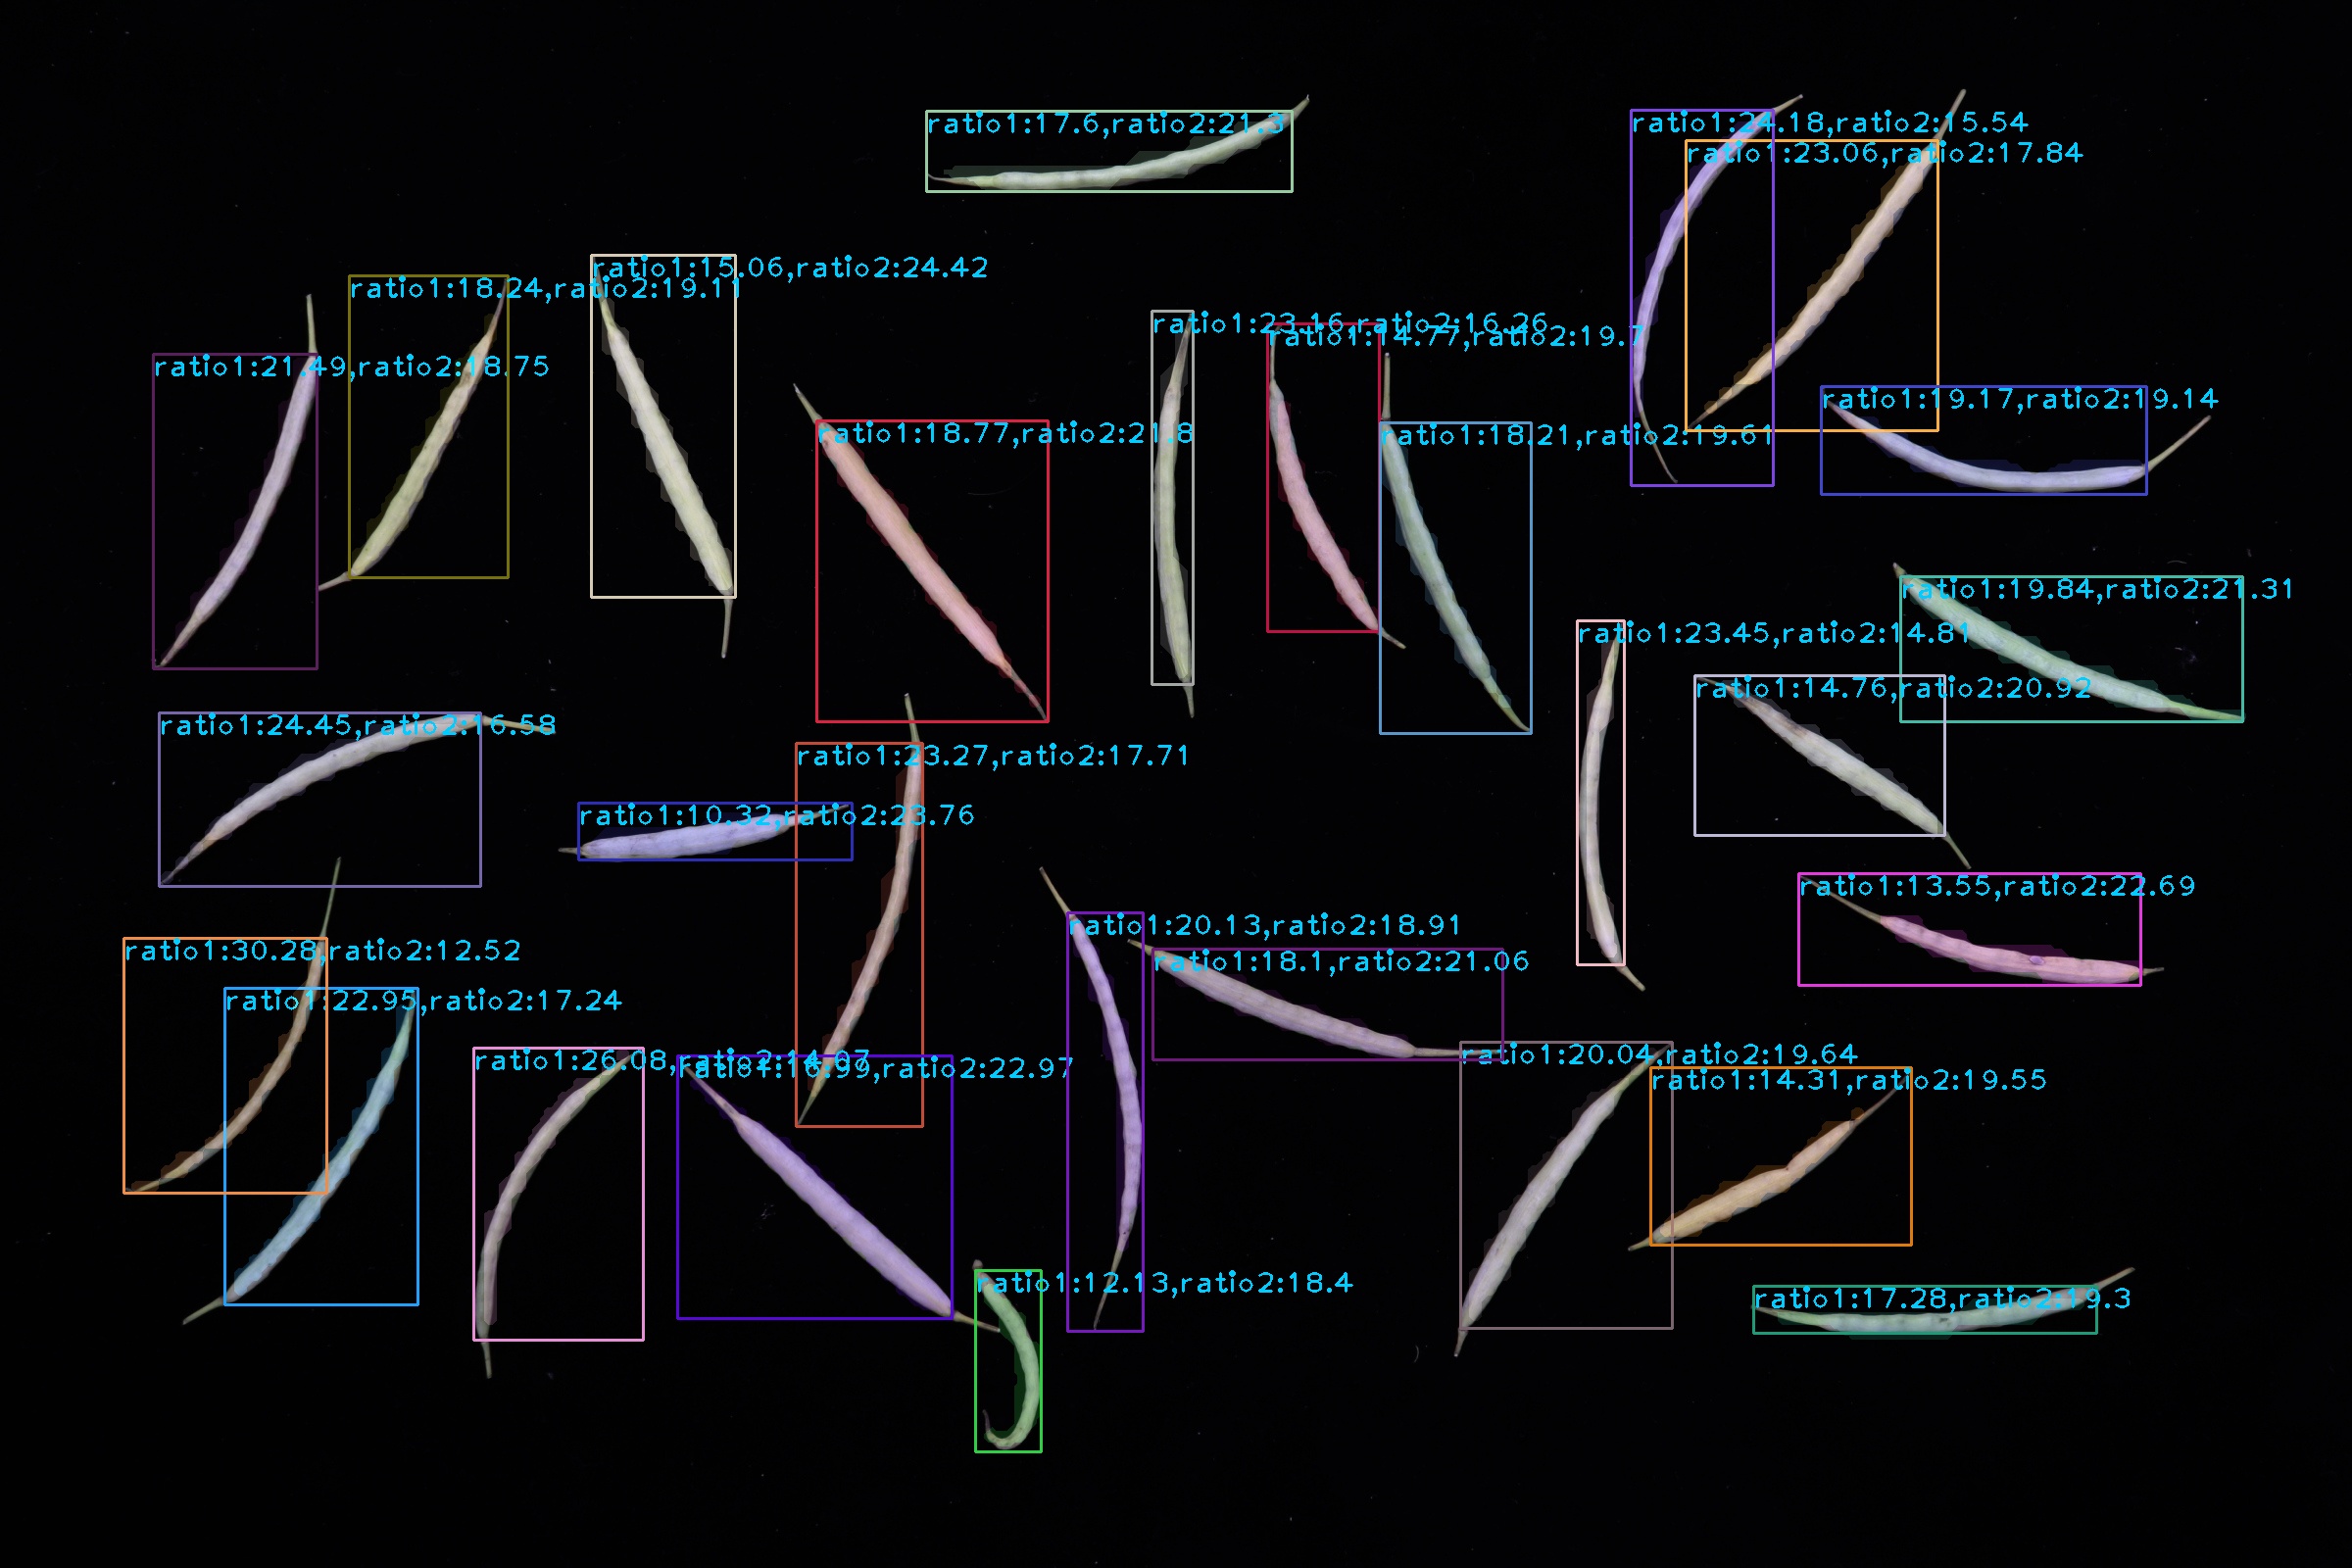 ratio1:17.6,ratio2:21.3
ratio1:24.18,ratio2:15.54
ratio1:23.06,ratio2:17.84
ratio1:15.06,ratio2:24.42
ratio1:18.24,ratio2:19.11
ratio1:23.16,ratio2:16.26
ratio1:14.77,ratio2:19.7
ratio1:21.49,ratio2:18.75
ratio1:19.17,ratio2:19.14
ratio1:18.77,ratio2:21.8
ratio1:18.21,ratio2:19.61
ratio1:19.84,ratio2:21.31
ratio1:23.45,ratio2:14.81
ratio1:14.76,ratio2:20.92
ratio1:24.45,ratio2:16.58
ratio1:23.27,ratio2:17.71
ratio1:10.32,ratio2:23.76
ratio1:13.55,ratio2:22.69
ratio1:20.13,ratio2:18.91
ratio1:30.28,ratio2:12.52
ratio1:18.1,ratio2:21.06
ratio1:22.95,ratio2:17.24
ratio1:20.04,ratio2:19.64
ratio1:26.08,ratio2:14.67
ratio1:16.99,ratio2:22.97
ratio1:14.31,ratio2:19.55
ratio1:12.13,ratio2:18.4
ratio1:17.28,ratio2:19.3